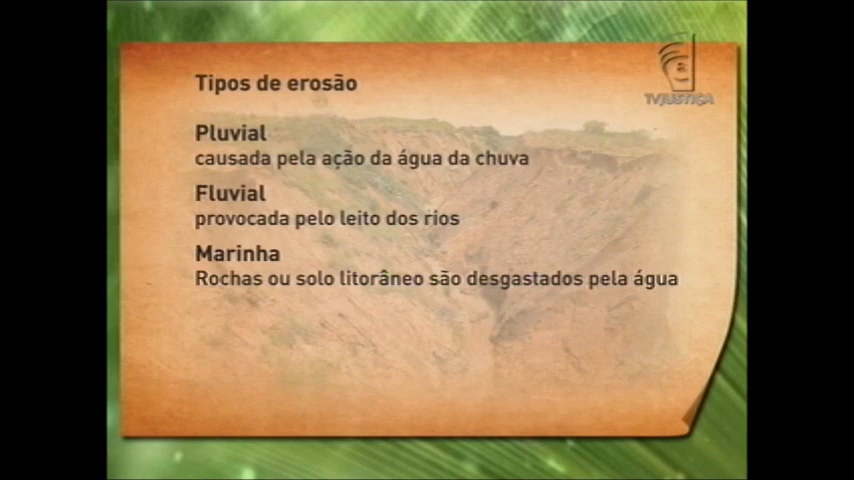 TVJUSTIÇA
Tipos de erosão
Pluvial
causada pela ação da água da chuva
Fluvial
provocada pelo leito dos rios
Marinha
Rochas ou solo litorâneo são desgastados pela água